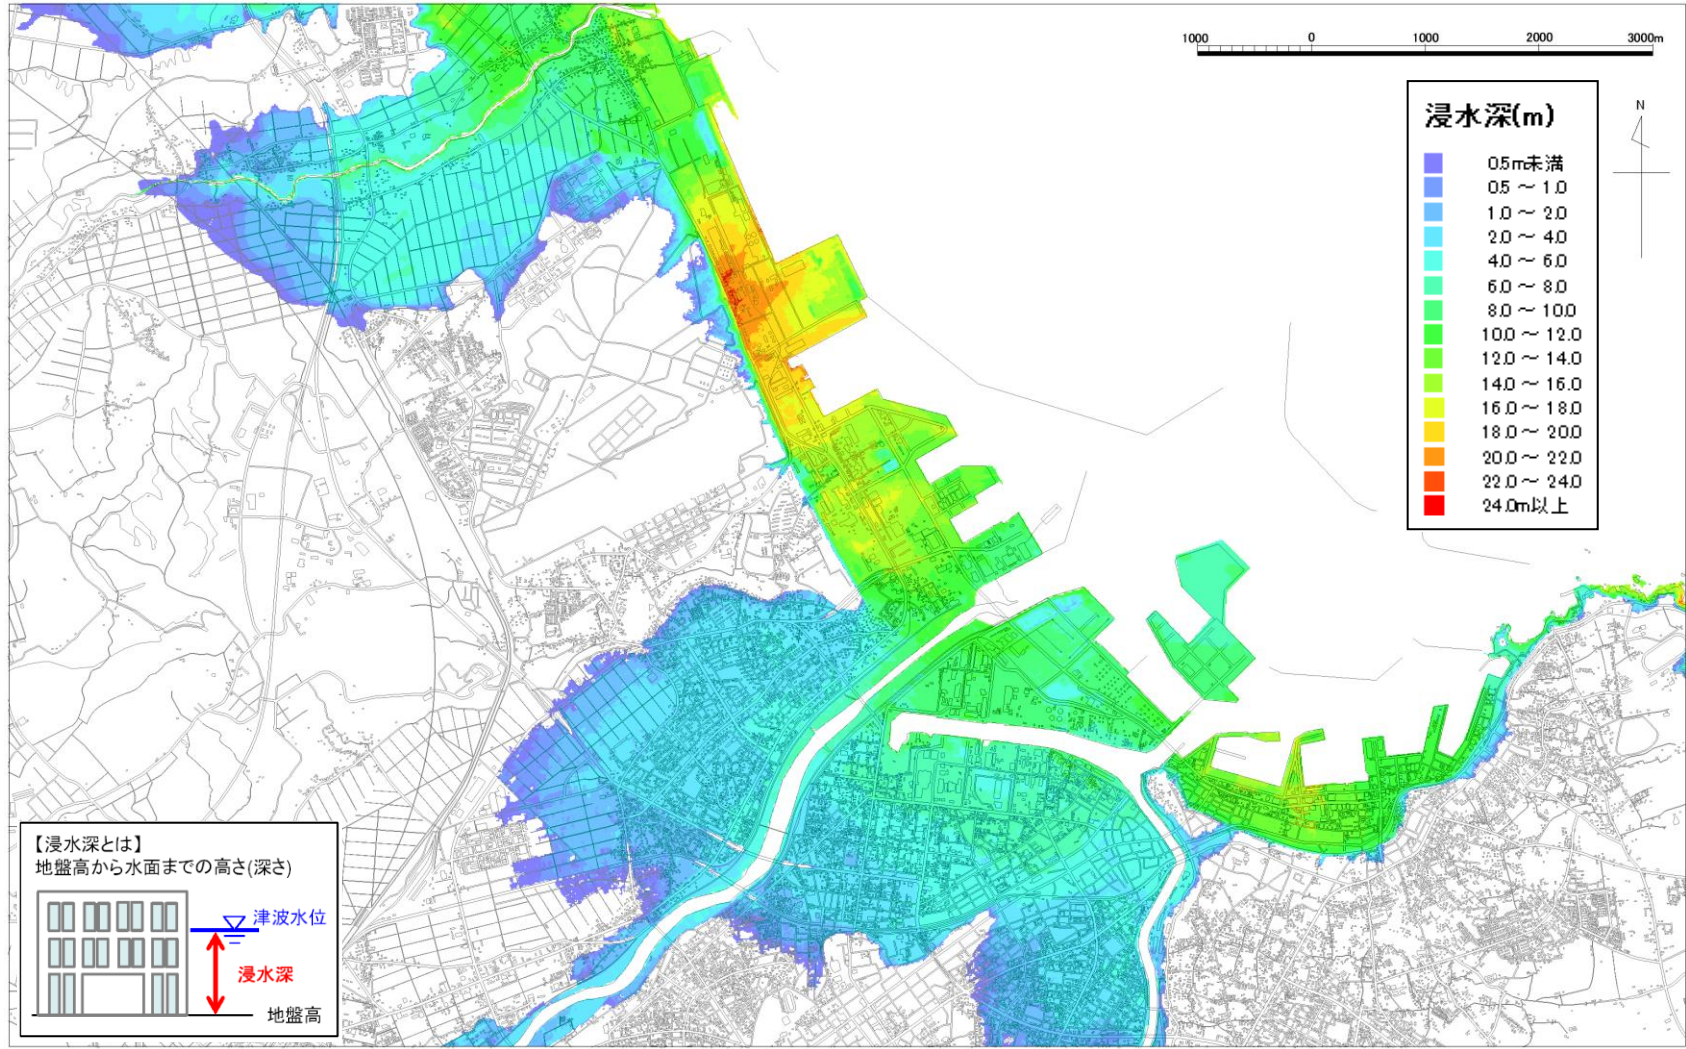 1000 0 1000 2000 3000m
浸水深(m)
N
0.5m未満
0.5 ～ 1.0
1.0 ～ 2.0
2.0 ～ 4.0
4.0 ～ 6.0
6.0 ～ 8.0
8.0 ～ 10.0
10.0 ～ 12.0
12.0 ～ 14.0
14.0 ～ 16.0
16.0 ～ 18.0
18.0 ～ 20.0
20.0 ～ 22.0
22.0 ～ 24.0
24.0m以上
【浸水深とは】
地盤高から水面までの高さ(深さ)
津波水位
浸水深
地盤高